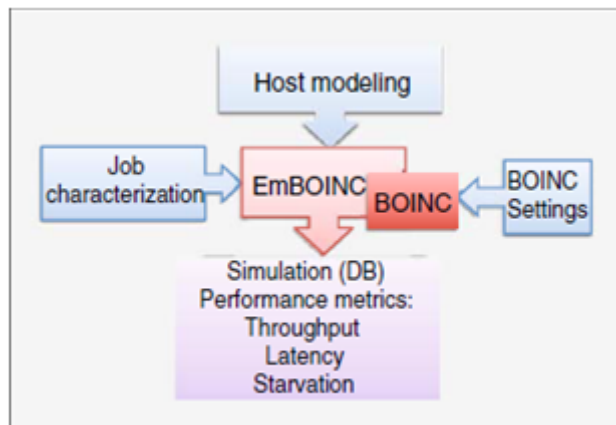 Host modeling
Job
characterization
EmBOINC
BOINC
BOINC
Settings
Simulation (DB)
Performance metrics:
Throughput
Latency
Starvation